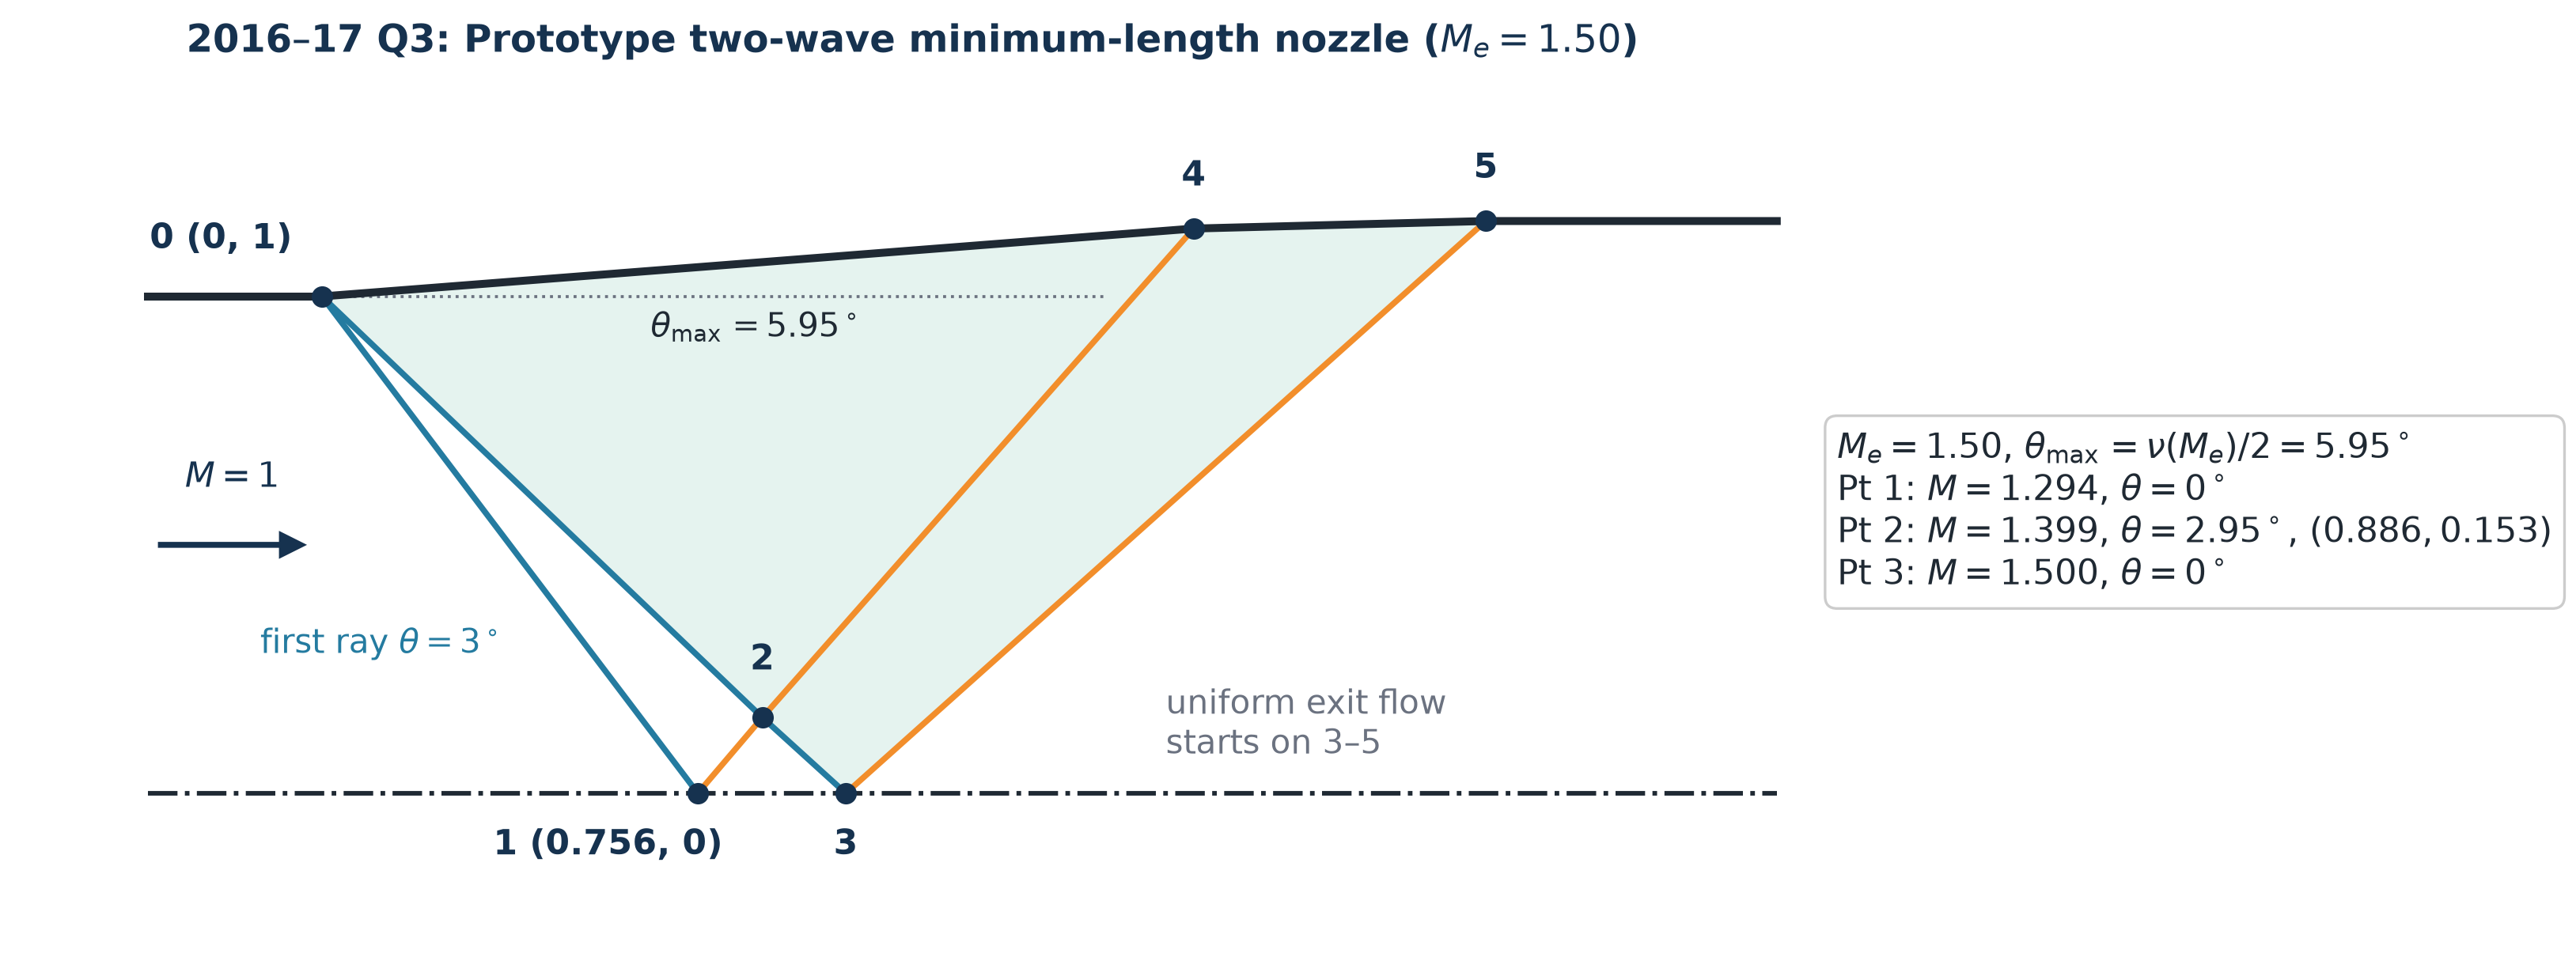 2016–17 Q3: Prototype two-wave minimum-length nozzle (Mₑ = 1.50)
4
5
0 (0, 1)
θmax = 5.95°
M = 1
Mₑ = 1.50, θmax = ν(Mₑ)/2 = 5.95°
Pt 1: M = 1.294, θ = 0°
Pt 2: M = 1.399, θ = 2.95°, (0.886, 0.153)
Pt 3: M = 1.500, θ = 0°
first ray θ = 3°
2
uniform exit flow
starts on 3–5
1 (0.756, 0)
3